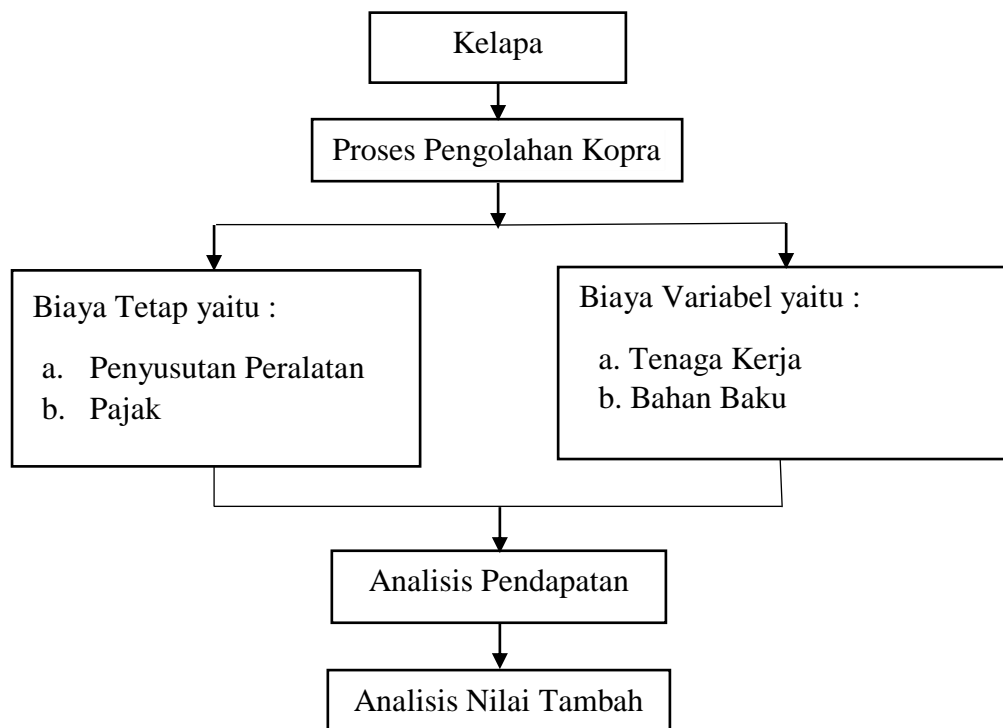 Kelapa
Proses Pengolahan Kopra
Biaya Tetap yaitu :
a. Penyusutan Peralatan
b. Pajak
Biaya Variabel yaitu :
a. Tenaga Kerja
b. Bahan Baku
Analisis Pendapatan
Analisis Nilai Tambah